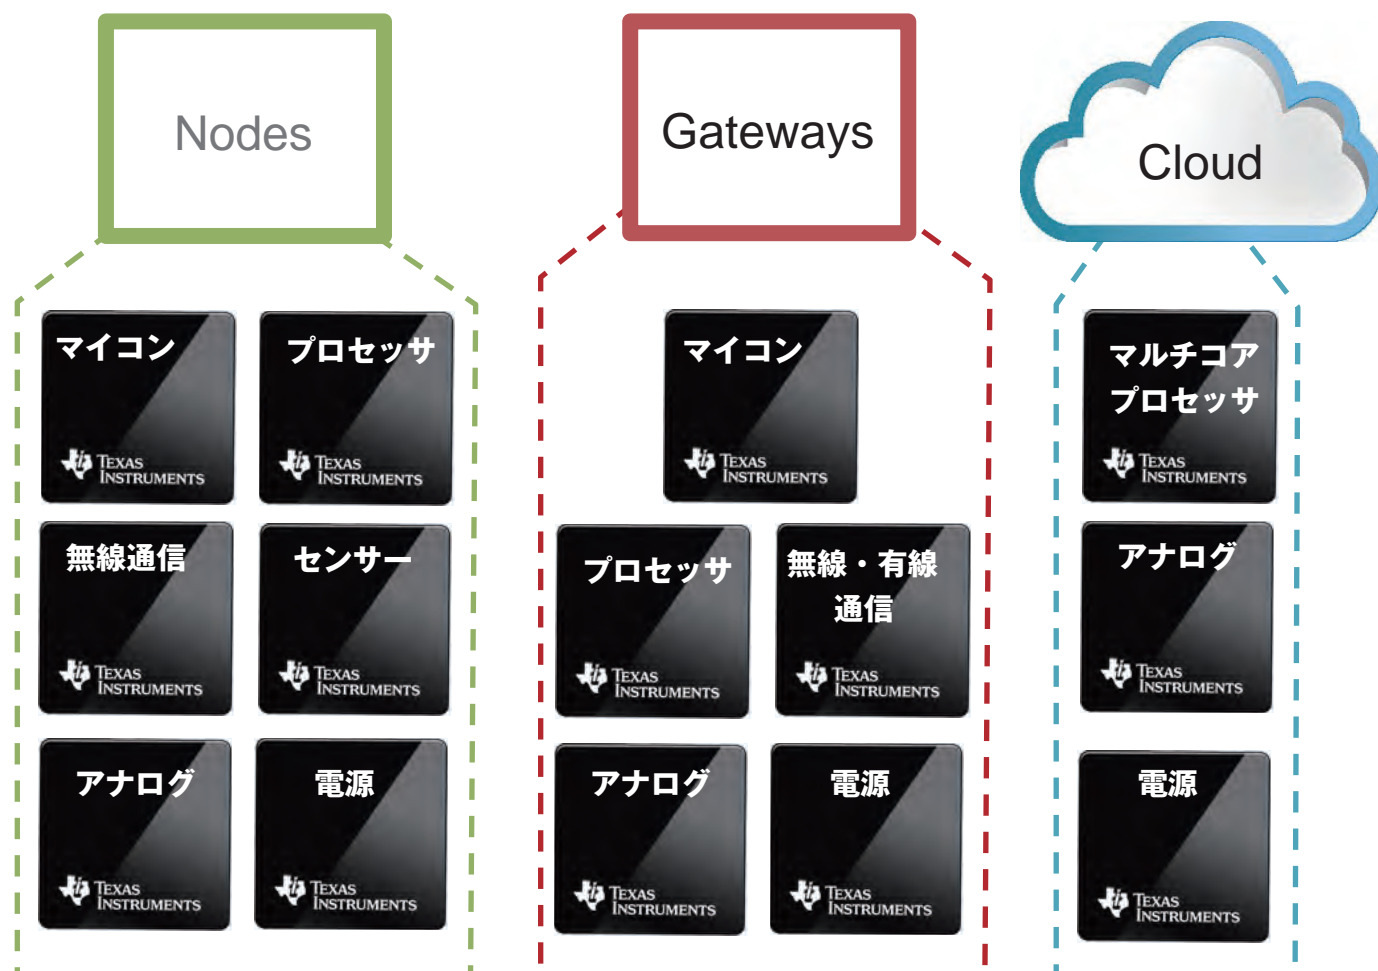 Nodes
Gateways
Cloud
マイコン
TEXAS
INSTRUMENTS
プロセッサ
TEXAS
INSTRUMENTS
無線通信
TEXAS
INSTRUMENTS
センサー
TEXAS
INSTRUMENTS
アナログ
TEXAS
INSTRUMENTS
電源
TEXAS
INSTRUMENTS
マイコン
TEXAS
INSTRUMENTS
プロセッサ
TEXAS
INSTRUMENTS
無線・有線
通信
TEXAS
INSTRUMENTS
アナログ
TEXAS
INSTRUMENTS
電源
TEXAS
INSTRUMENTS
マルチコア
プロセッサ
TEXAS
INSTRUMENTS
アナログ
TEXAS
INSTRUMENTS
電源
TEXAS
INSTRUMENTS